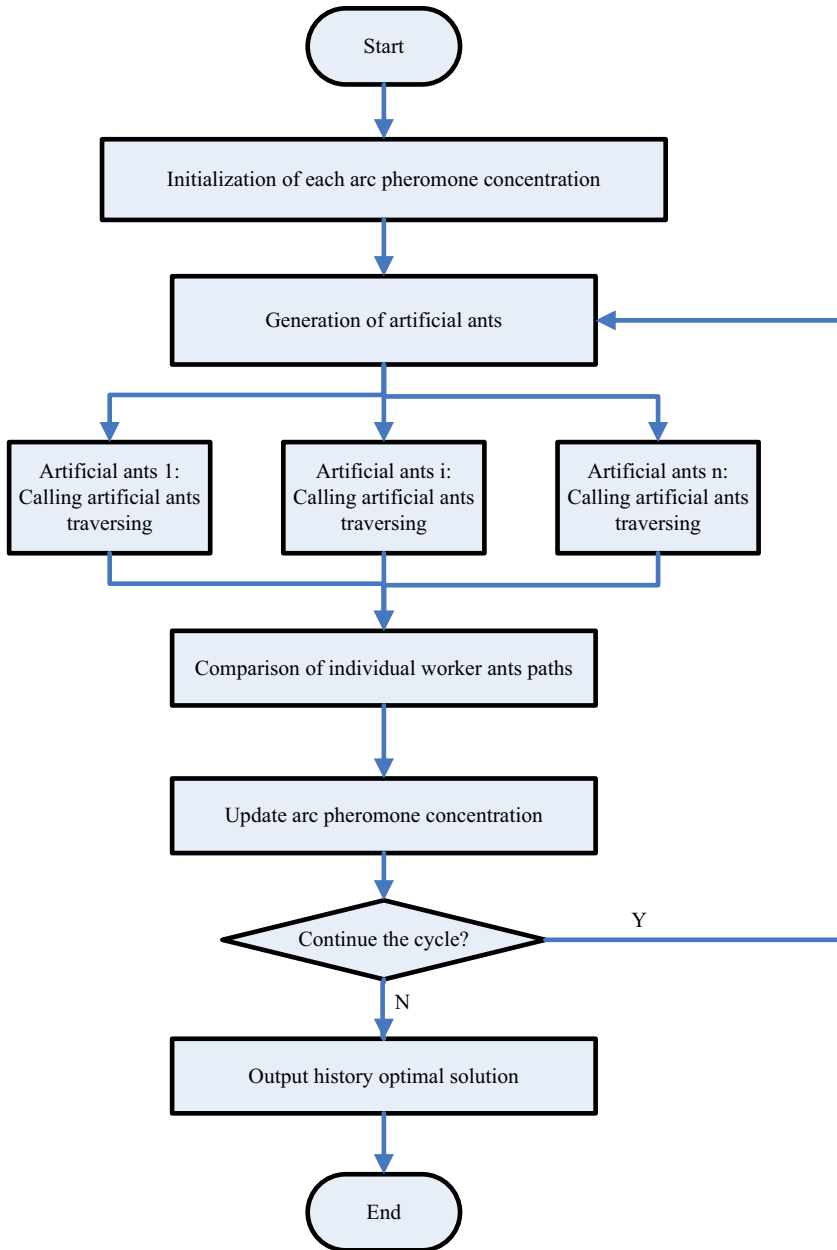 Start
Initialization of each arc pheromone concentration
Generation of artificial ants
Artificial ants 1:
Calling artificial ants
traversing
Artificial ants i:
Calling artificial ants
traversing
Artificial ants n:
Calling artificial ants
traversing
Comparison of individual worker ants paths
Update arc pheromone concentration
Continue the cycle?
Y
N
Output history optimal solution
End